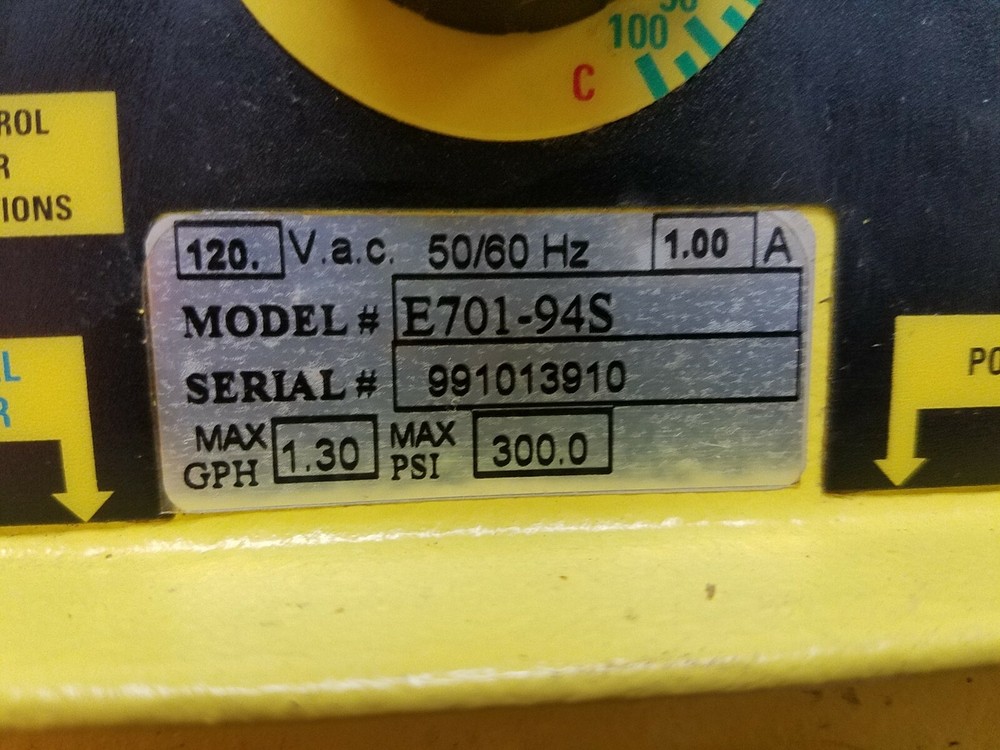 100
C
ROL
R
IONS
120. V.a.c. 50/60 Hz 1.00 A
MODEL # E701-94S
SERIAL # 991013910
MAX GPH 1.30 MAX PSI 300.0
L
R
PO